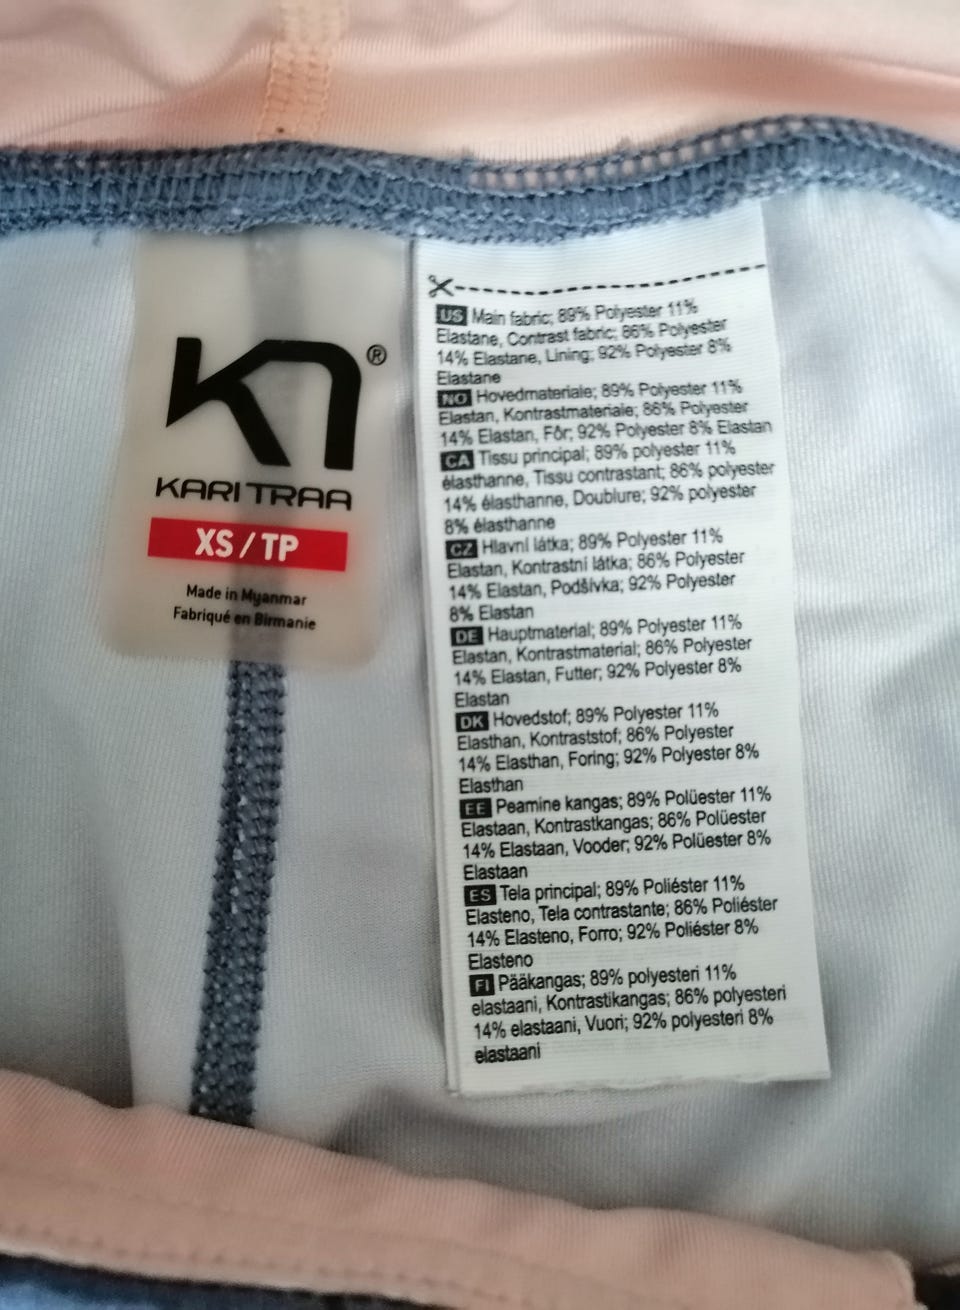 KARI TRAA
®
XS / TP
Made in Myanmar
Fabriqué en Birmanie
US Main fabric; 89% Polyester 11%
Elastane, Contrast fabric; 86% Polyester
14% Elastane, Lining; 92% Polyester 8%
Elastane
NO Hovedmateriale; 89% Polyester 11%
Elastan, Kontrastmateriale; 86% Polyester
14% Elastan, Fôr; 92% Polyester 8% Elastan
CA Tissu principal; 89% polyester 11%
élasthanne, Tissu contrastant; 86% polyester
14% élasthanne, Doublure; 92% polyester
8% élasthanne
CZ Hlavní látka; 89% Polyester 11%
Elastan, Kontrastní látka; 86% Polyester
14% Elastan, Podšívka; 92% Polyester
8% Elastan
DE Hauptmaterial; 89% Polyester 11%
Elastan, Kontrastmaterial; 86% Polyester
14% Elastan, Futter; 92% Polyester 8%
Elastan
DK Hovedstof; 89% Polyester 11%
Elasthan, Kontraststof; 86% Polyester
14% Elasthan, Foring; 92% Polyester 8%
Elasthan
EE Peamine kangas; 89% Polüester 11%
Elastaan, Kontrastkangas; 86% Polüester
14% Elastaan, Vooder; 92% Polüester 8%
Elastaan
ES Tela principal; 89% Poliéster 11%
Elasteno, Tela contrastante; 86% Poliéster
14% Elasteno, Forro; 92% Poliéster 8%
Elasteno
FI Pääkangas; 89% polyesteri 11%
elastaani, Kontrastikangas; 86% polyesteri
14% elastaani, Vuori; 92% polyesteri 8%
elastaani